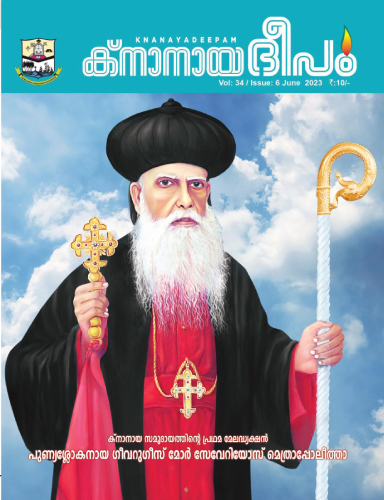 KNANAYADEEPAM
ക്നാനായ ദീപം
Vol: 34 / Issue: 6 June 2023 ₹:10/-
ക്നാനായ സമുദായത്തിന്റെ പ്രഥമ മേലദ്ധ്യക്ഷൻ
പുണ്യശ്ലോകനായ ഗീവറുഗീസ് മോർ സേവേറിയോസ് മെത്രാപ്പോലീത്താ